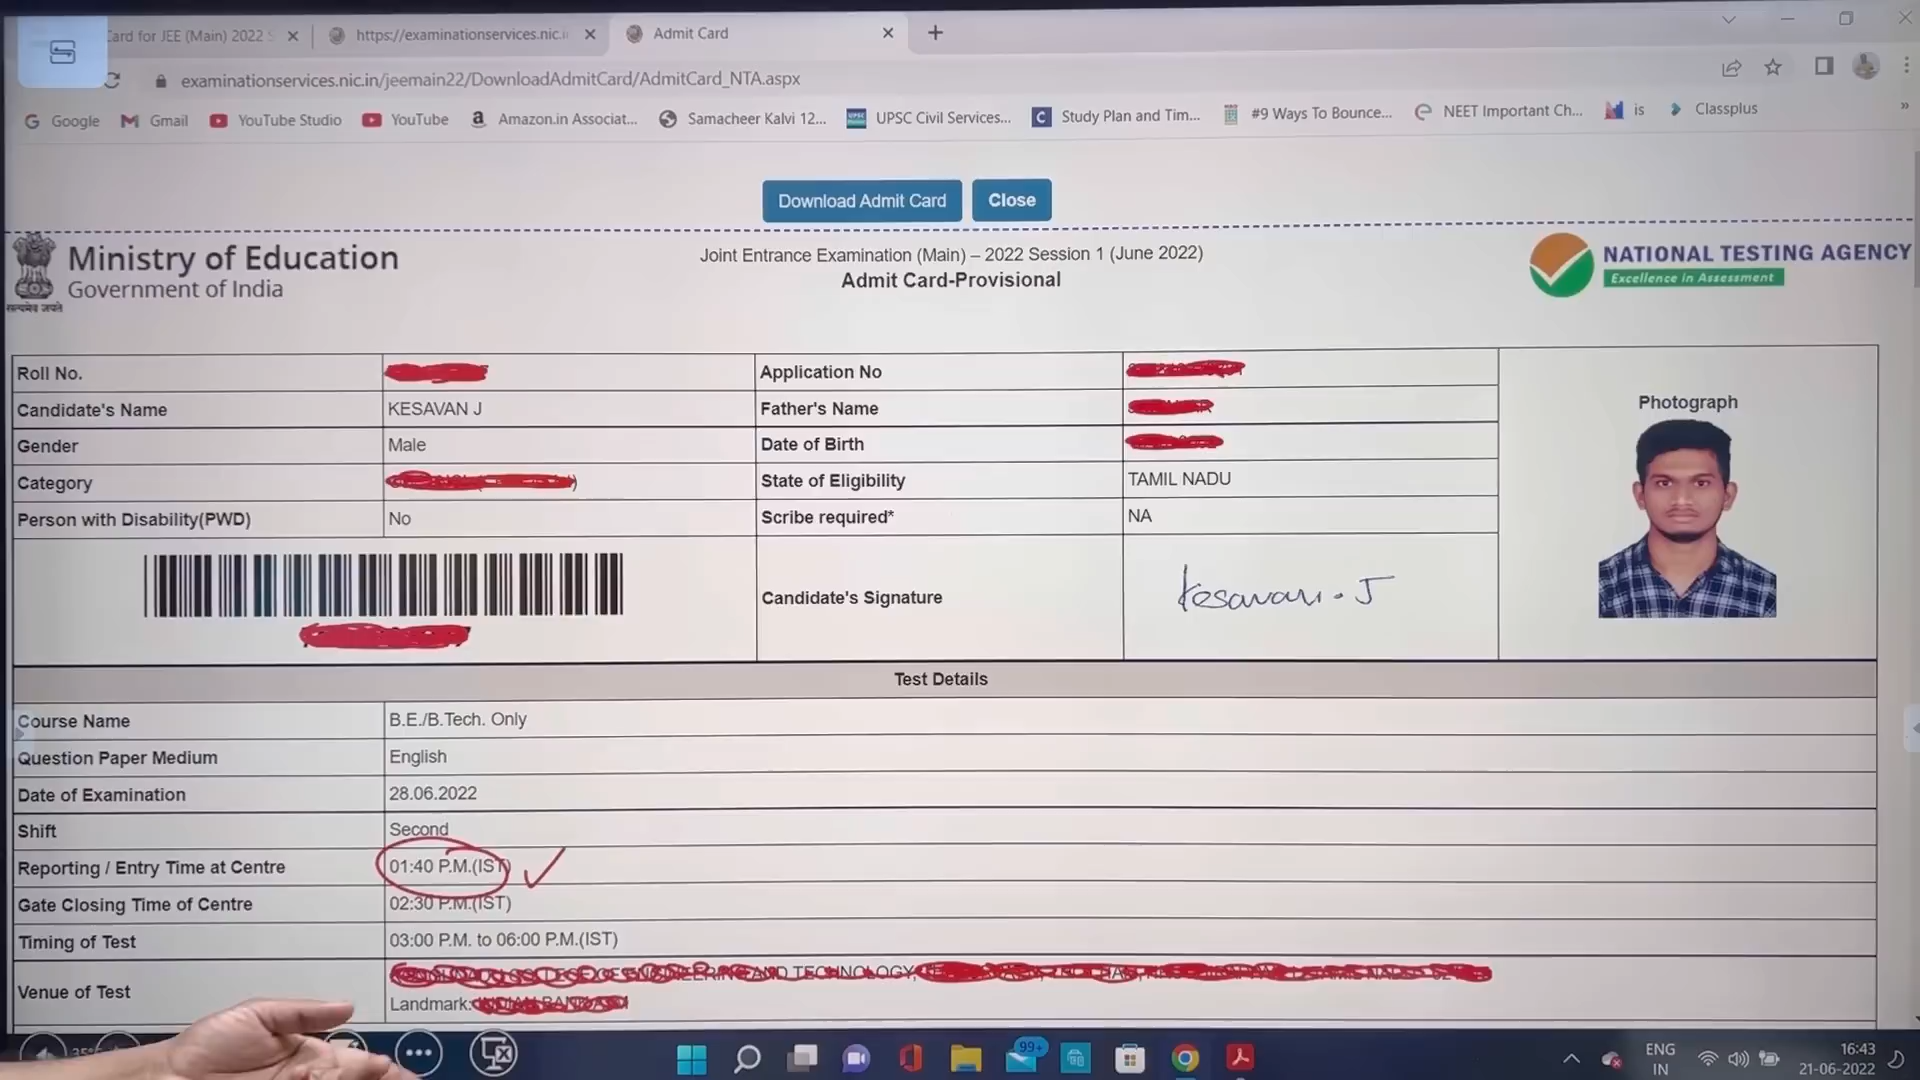 Card for JEE (Main) 2022 S
https://examinationservices.nic.i
Admit Card
examinationservices.nic.in/jeemain22/DownloadAdmitCard/AdmitCard_NTA.aspx
Google Gmail YouTube Studio YouTube Amazon.in Associat... Samacheer Kalvi 12... UPSC Civil Services... Study Plan and Tim... #9 Ways To Bounce... NEET Important Ch... is Classplus
Download Admit Card Close
Ministry of Education
Government of India
सत्यमेव जयते
Joint Entrance Examination (Main) – 2022 Session 1 (June 2022)
Admit Card-Provisional
NATIONAL TESTING AGENCY
Excellence in Assessment
Roll No. Application No
Candidate's Name KESAVAN J Father's Name
Gender Male Date of Birth
Category State of Eligibility TAMIL NADU
Person with Disability(PWD) No Scribe required* NA
Photograph
Candidate's Signature Kesavan. J
Test Details
Course Name B.E./B.Tech. Only
Question Paper Medium English
Date of Examination 28.06.2022
Shift Second
Reporting / Entry Time at Centre 01:40 P.M.(IST)
Gate Closing Time of Centre 02:30 P.M.(IST)
Timing of Test 03:00 P.M. to 06:00 P.M.(IST)
Venue of Test AND TECHNOLOGY,
Landmark:
99+
ENG
IN
16:43
21-06-2022